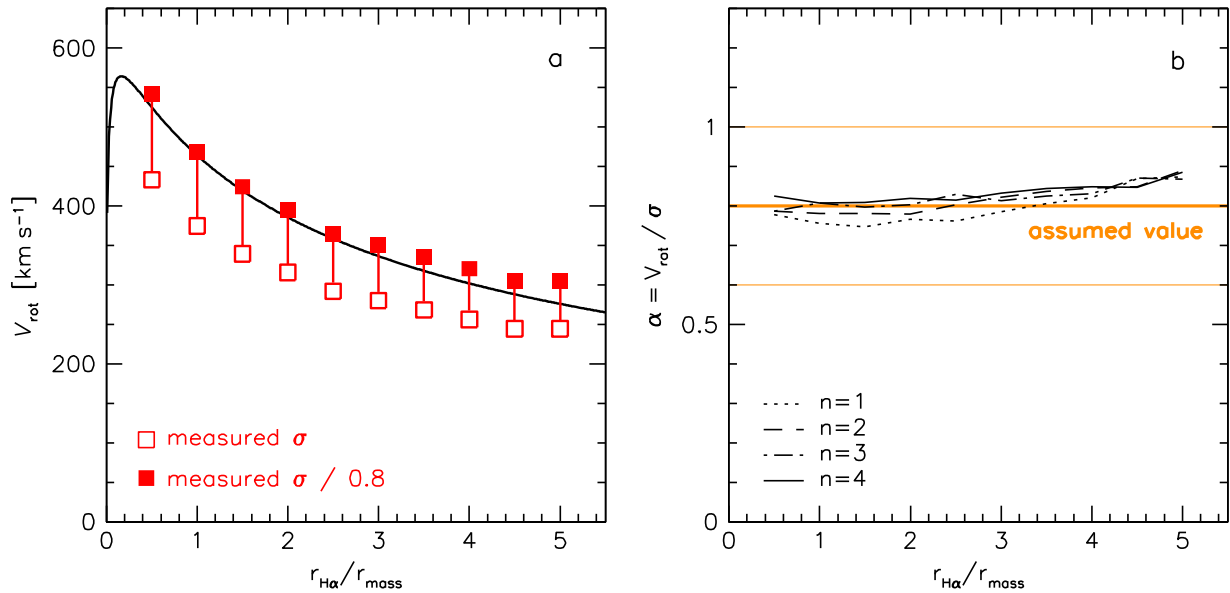 a
V_rot [km s⁻¹]
600
400
200
0
measured σ
measured σ / 0.8
0 1 2 3 4 5
r_Hα/r_mass
b
α = V_rot / σ
1
0.5
0
assumed value
n=1
n=2
n=3
n=4
0 1 2 3 4 5
r_Hα/r_mass